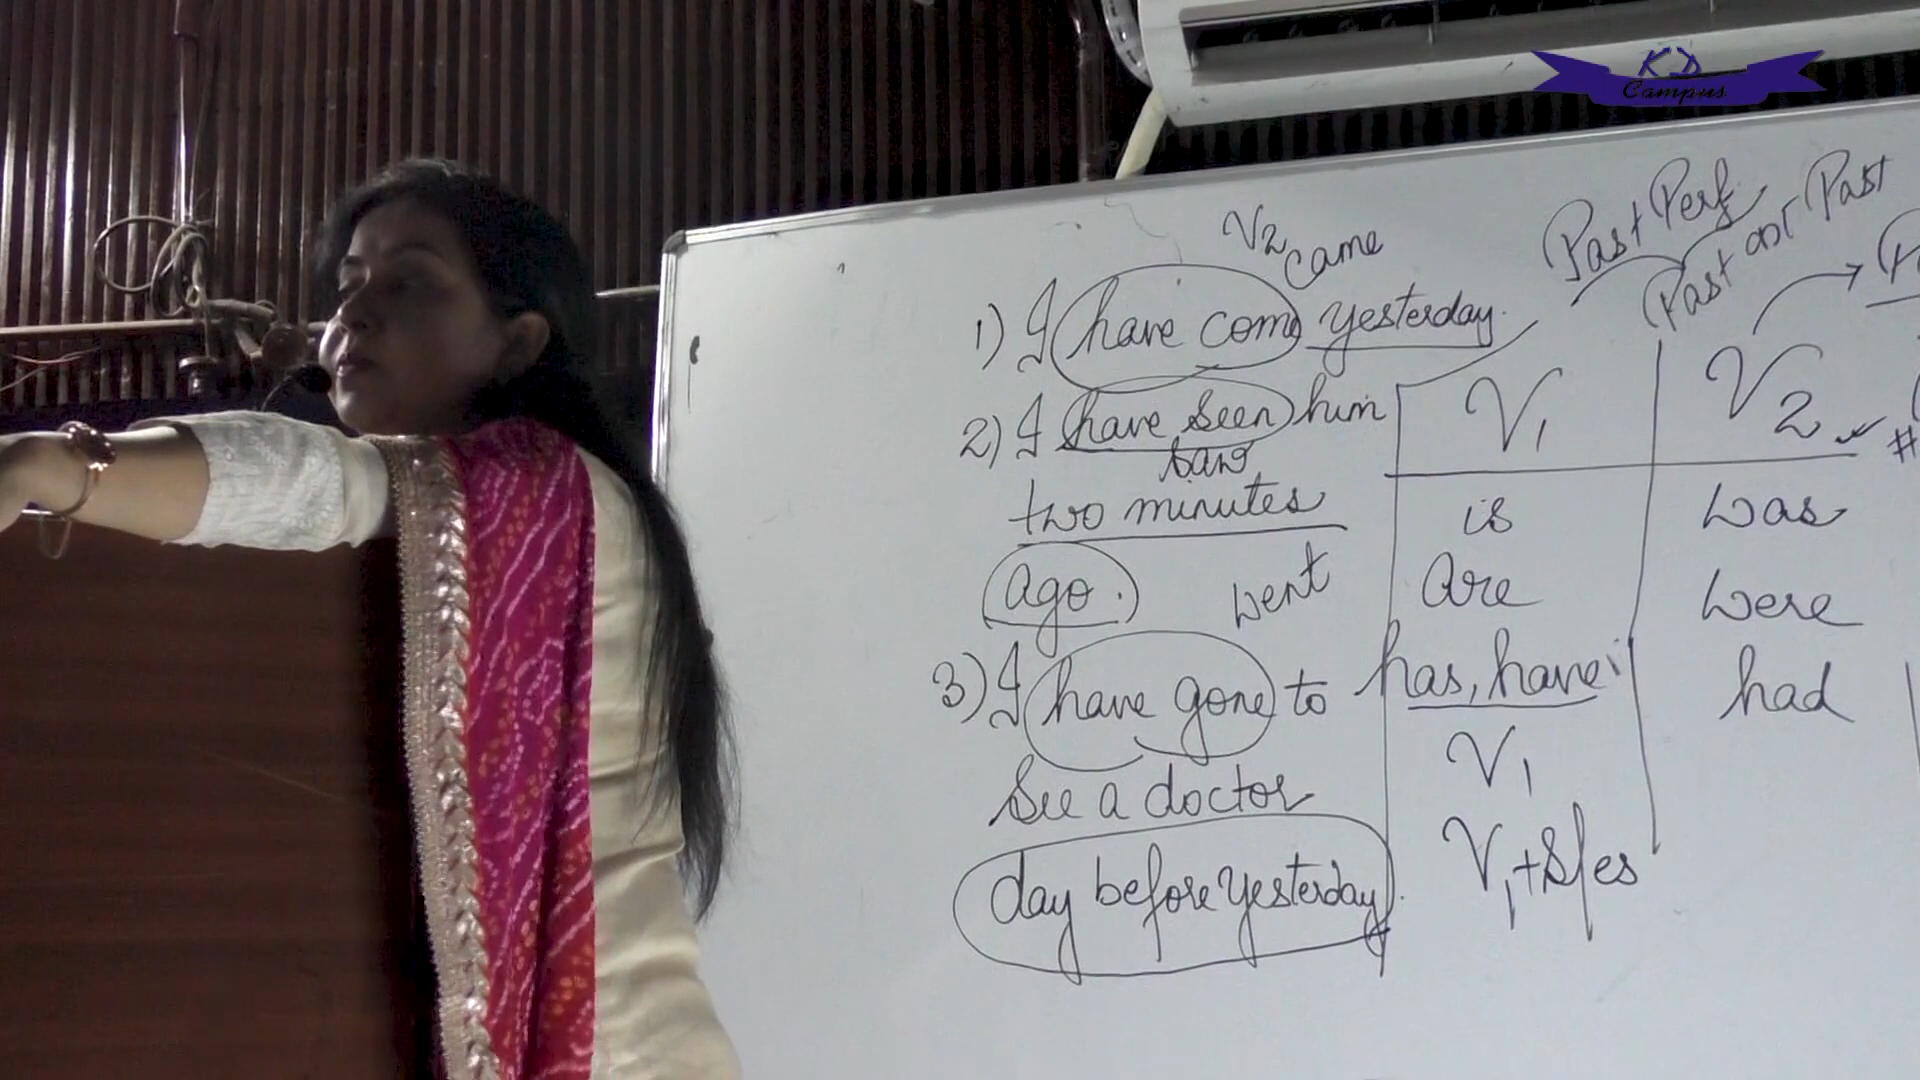 KD
Campus
V2
came
1) I have come yesterday.
2) I have seen him
saw
two minutes
ago.
went
3) I have gone to
see a doctor
day before yesterday.
Past Perf
Past of Past
V1
V2
#
is
was
are
were
has, have
had
V1
V1+s/es